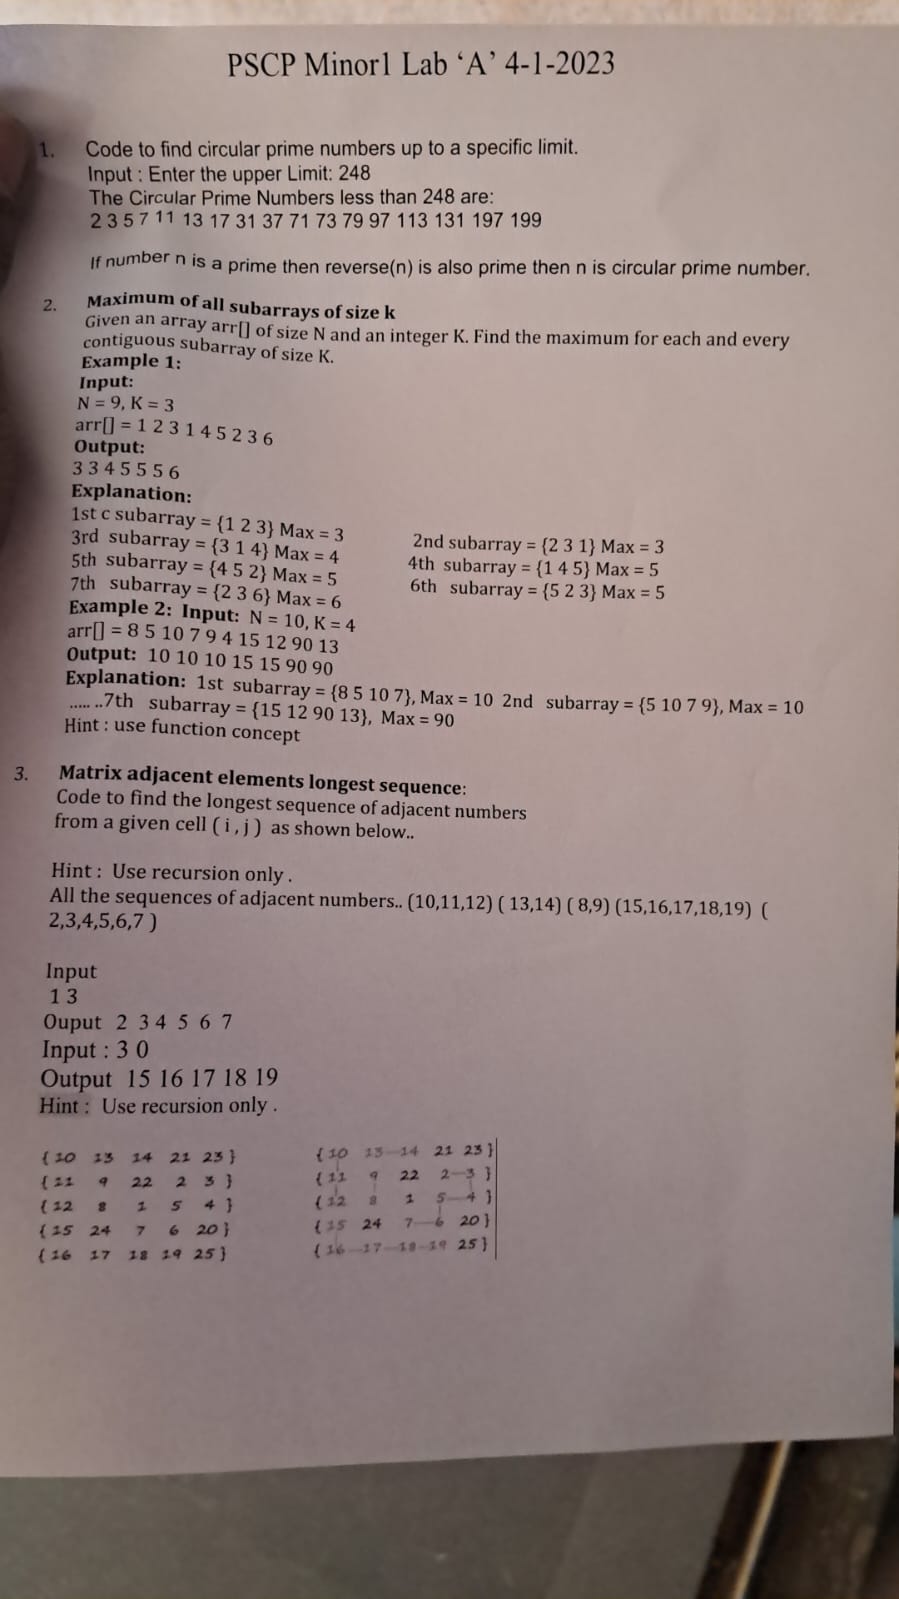 PSCP Minor1 Lab ‘A’ 4-1-2023
1. Code to find circular prime numbers up to a specific limit.
Input : Enter the upper Limit: 248
The Circular Prime Numbers less than 248 are:
2 3 5 7 11 13 17 31 37 71 73 79 97 113 131 197 199
If number n is a prime then reverse(n) is also prime then n is circular prime number.
2. Maximum of all subarrays of size k
Given an array arr[] of size N and an integer K. Find the maximum for each and every
contiguous subarray of size K.
Example 1:
Input:
N = 9, K = 3
arr[] = 1 2 3 1 4 5 2 3 6
Output:
3 3 4 5 5 5 6
Explanation:
1st c subarray = {1 2 3} Max = 3
2nd subarray = {2 3 1} Max = 3
3rd subarray = {3 1 4} Max = 4
4th subarray = {1 4 5} Max = 5
5th subarray = {4 5 2} Max = 5
6th subarray = {5 2 3} Max = 5
7th subarray = {2 3 6} Max = 6
Example 2: Input: N = 10, K = 4
arr[] = 8 5 10 7 9 4 15 12 90 13
Output: 10 10 10 15 15 90 90
Explanation: 1st subarray = {8 5 10 7}, Max = 10 2nd subarray = {5 10 7 9}, Max = 10
..... ..7th subarray = {15 12 90 13}, Max = 90
Hint : use function concept
3. Matrix adjacent elements longest sequence:
Code to find the longest sequence of adjacent numbers
from a given cell ( i , j ) as shown below..
Hint : Use recursion only .
All the sequences of adjacent numbers.. (10,11,12) ( 13,14) ( 8,9) (15,16,17,18,19) (
2,3,4,5,6,7 )
Input
1 3
Ouput 2 3 4 5 6 7
Input : 3 0
Output 15 16 17 18 19
Hint : Use recursion only .
{ 10 13 14 21 23 }
{ 11 9 22 2 3 }
{ 12 8 1 5 4 }
{ 15 24 7 6 20 }
{ 16 17 18 19 25 }
{ 10 13-14 21 23 }
{ 11 9 22 2-3 }
{ 12 8 1 5-4 }
{ 15 24 7-6 20 }
{ 16-17-18-19 25 }